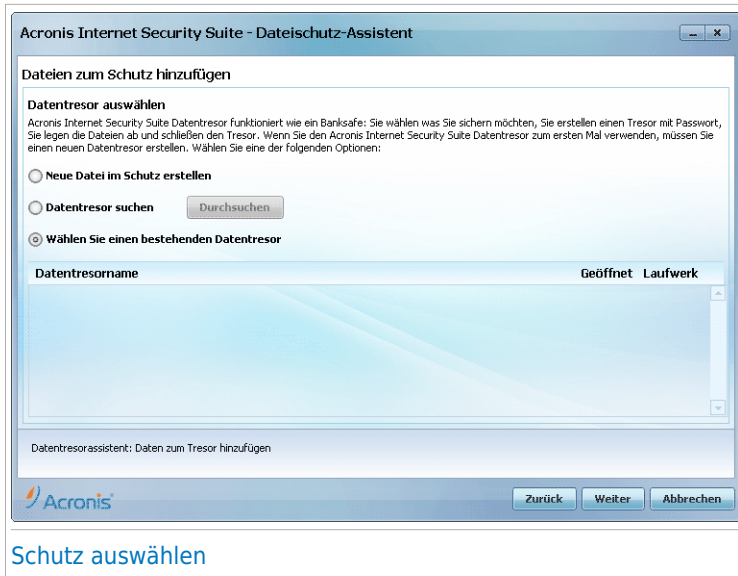 Acronis Internet Security Suite - Dateischutz-Assistent
Dateien zum Schutz hinzufügen
Datentresor auswählen
Acronis Internet Security Suite Datentresor funktioniert wie ein Banksafe: Sie wählen was Sie sichern möchten, Sie erstellen einen Tresor mit Passwort,
Sie legen die Dateien ab und schließen den Tresor. Wenn Sie den Acronis Internet Security Suite Datentresor zum ersten Mal verwenden, müssen Sie
einen neuen Datentresor erstellen. Wählen Sie eine der folgenden Optionen:
Neue Datei im Schutz erstellen
Datentresor suchen Durchsuchen
Wählen Sie einen bestehenden Datentresor
Datentresorname Geöffnet Laufwerk
Datentresorassistent: Daten zum Tresor hinzufügen
Acronis Zurück Weiter Abbrechen
Schutz auswählen